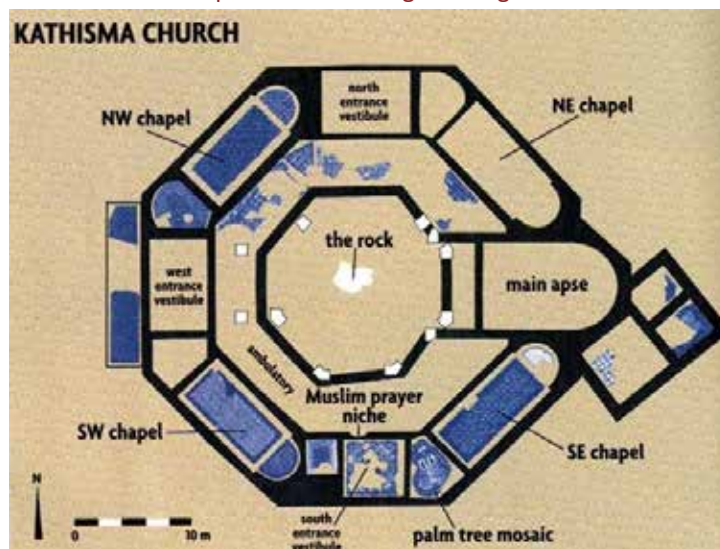 KATHISMA CHURCH
north
entrance
vestibule
NW chapel
NE chapel
the rock
west
entrance
vestibule
main apse
ambulatory
Muslim prayer
niche
SW chapel
SE chapel
N
0
10 m
south
entrance
vestibule
palm tree mosaic